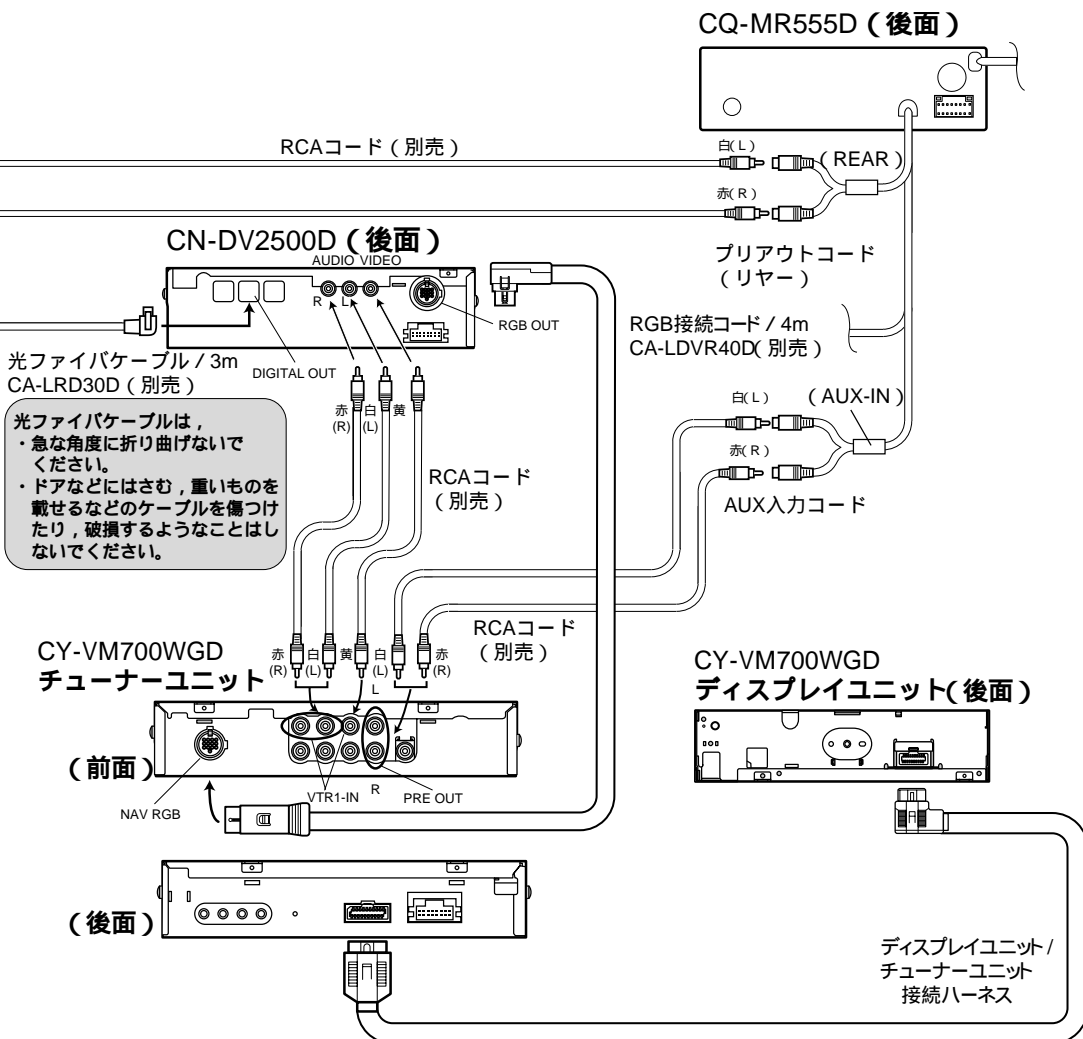 CQ-MR555D（後面）
RCAコード（別売）
白(L)
（REAR）
赤(R)
プリアウトコード
（リヤー）
CN-DV2500D（後面）
AUDIO VIDEO
R
L
RGB OUT
DIGITAL OUT
光ファイバケーブル / 3m
CA-LRD30D（別売）
光ファイバケーブルは，
・急な角度に折り曲げないで
ください。
・ドアなどにはさむ，重いものを
載せるなどのケーブルを傷つけ
たり，破損するようなことはし
ないでください。
赤
(R)
白
(L)
黄
RCAコード
（別売）
RGB接続コード / 4m
CA-LDVR40D（別売）
白(L)
（AUX-IN）
赤(R)
AUX入力コード
RCAコード
（別売）
CY-VM700WGD
チューナーユニット
赤
(R)
白
(L)
黄
白
(L)
赤
(R)
L
（前面）
NAV RGB
VTR1-IN
R
PRE OUT
CY-VM700WGD
ディスプレイユニット（後面）
（後面）
ディスプレイユニット /
チューナーユニット
接続ハーネス